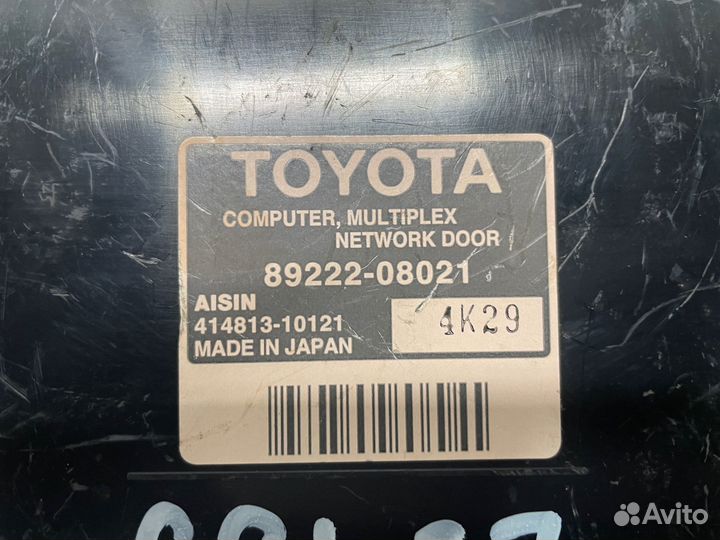 TOYOTA
COMPUTER, MULTIPLEX
NETWORK DOOR
89222-08021
AISIN
414813-10121
4K29
MADE IN JAPAN
Avito